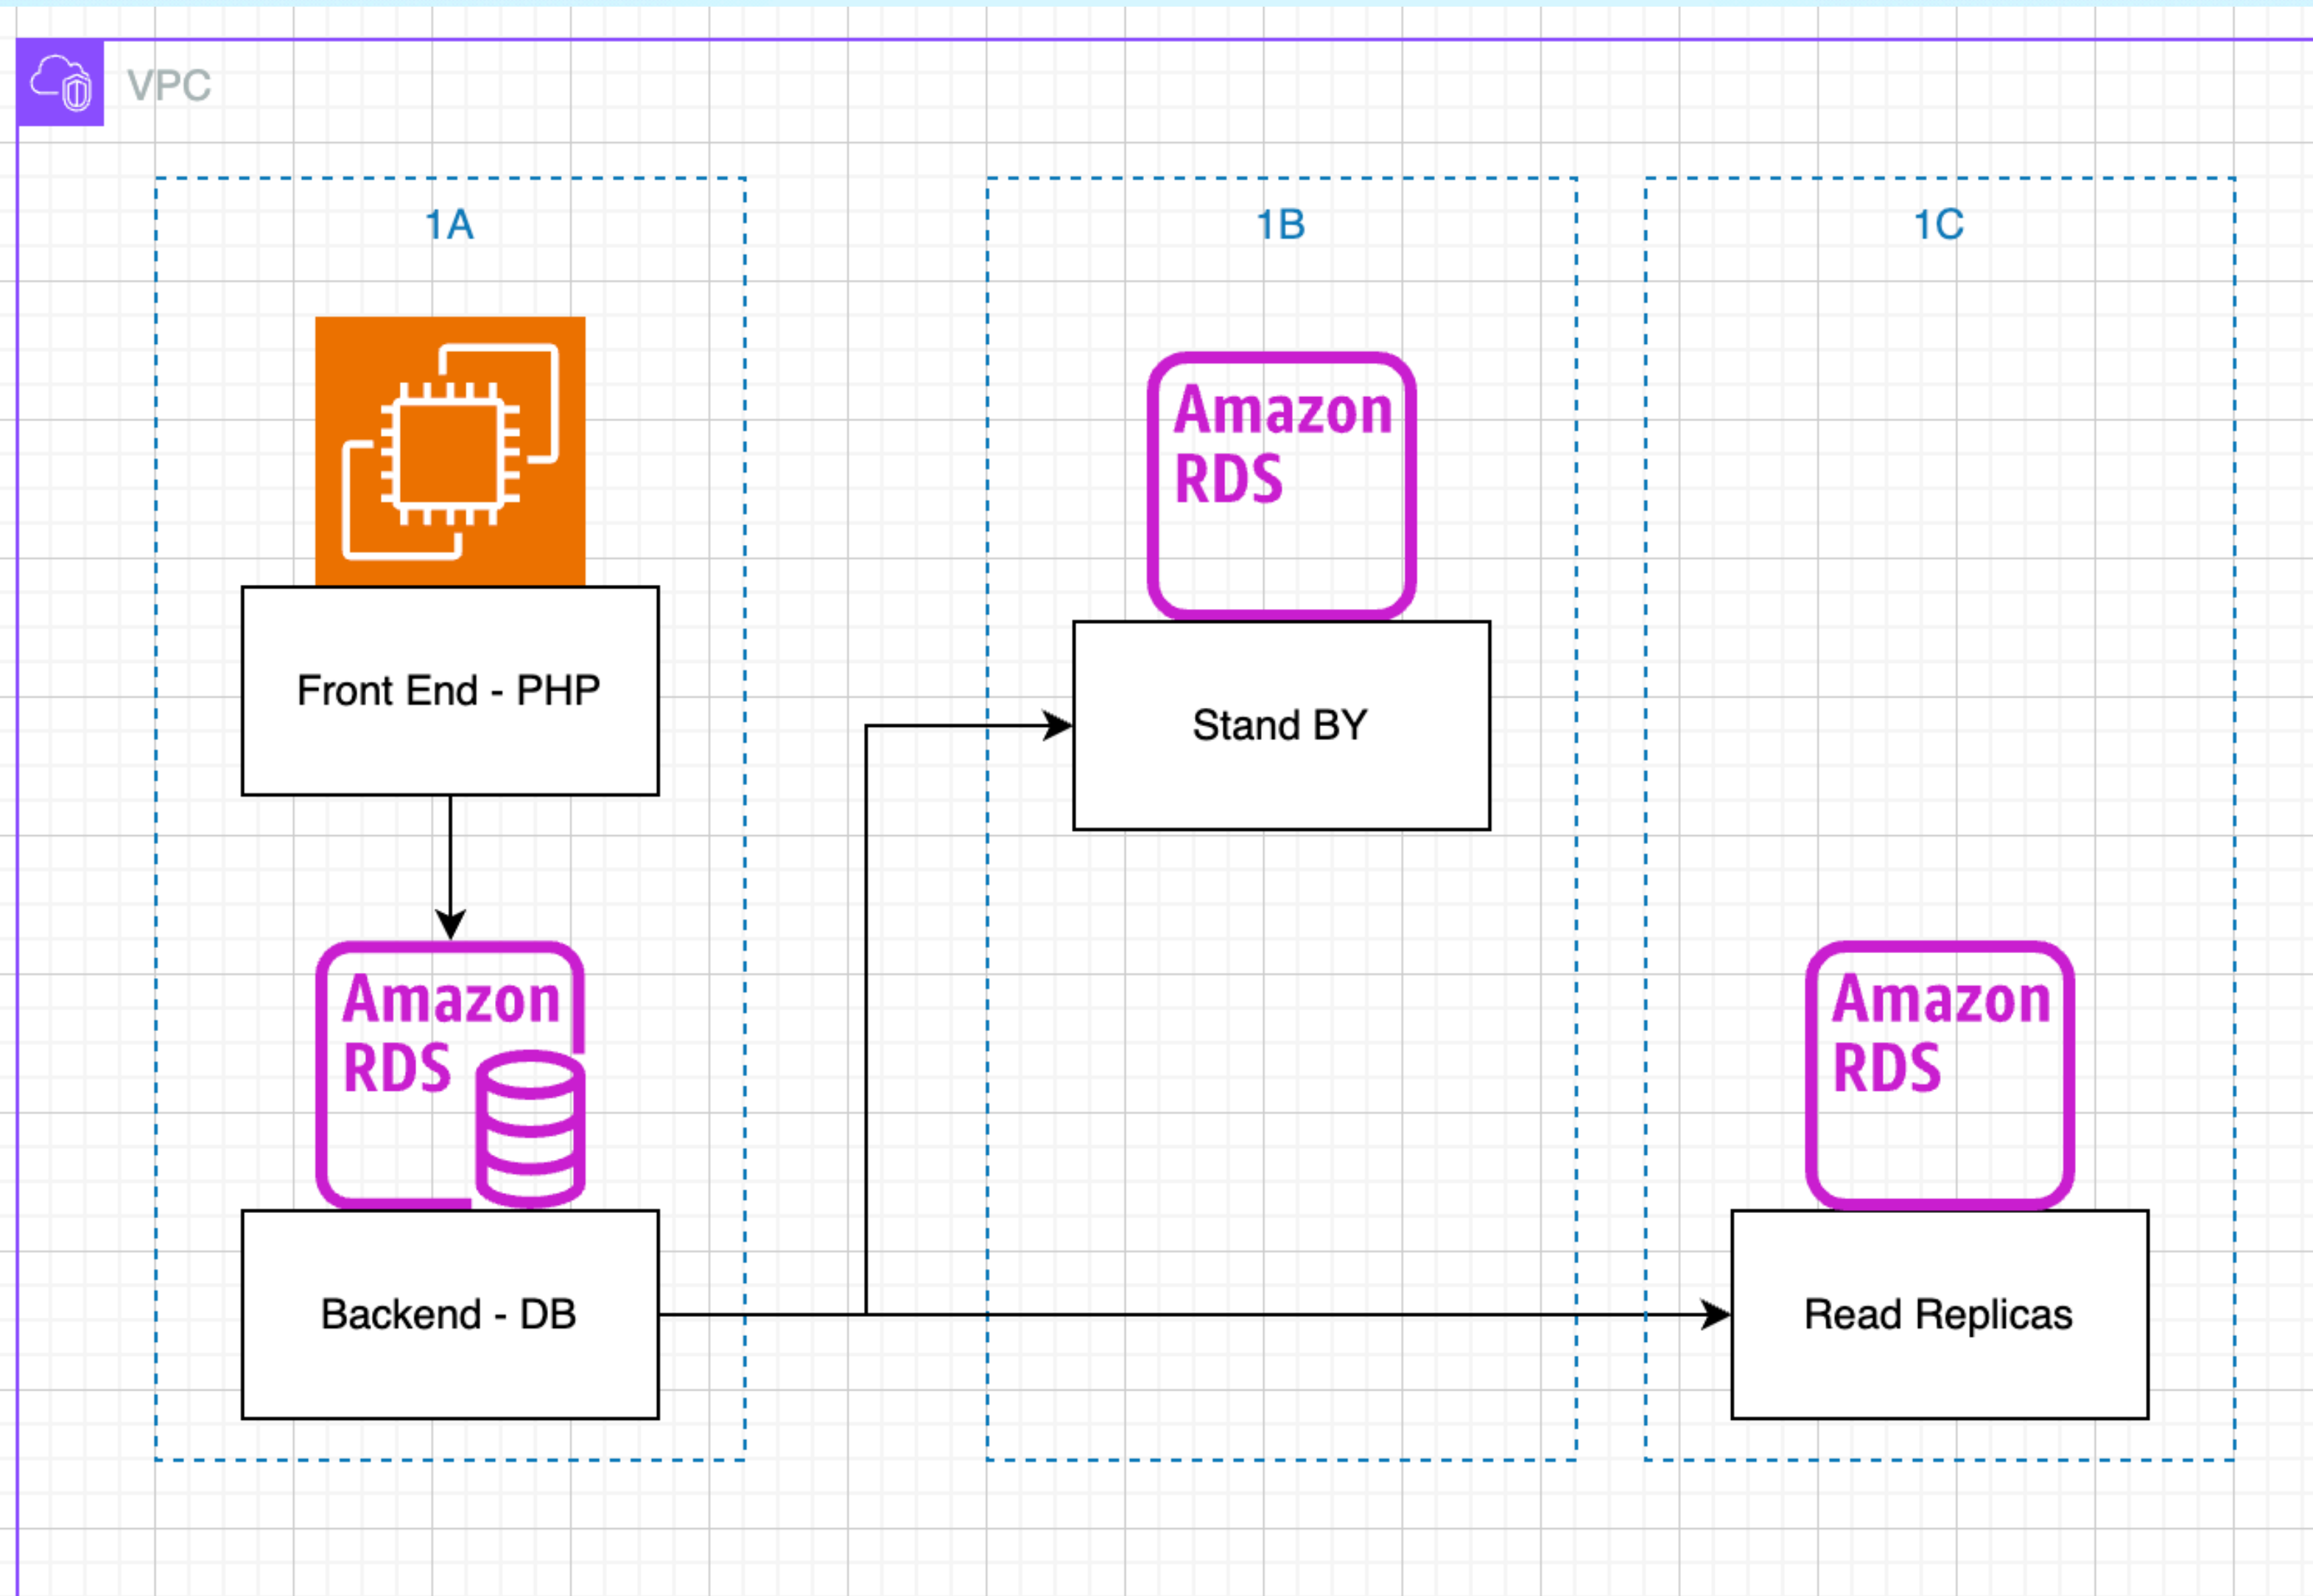 VPC
1A
Front End - PHP
Amazon
RDS
Backend - DB
1B
Amazon
RDS
Stand BY
1C
Amazon
RDS
Read Replicas